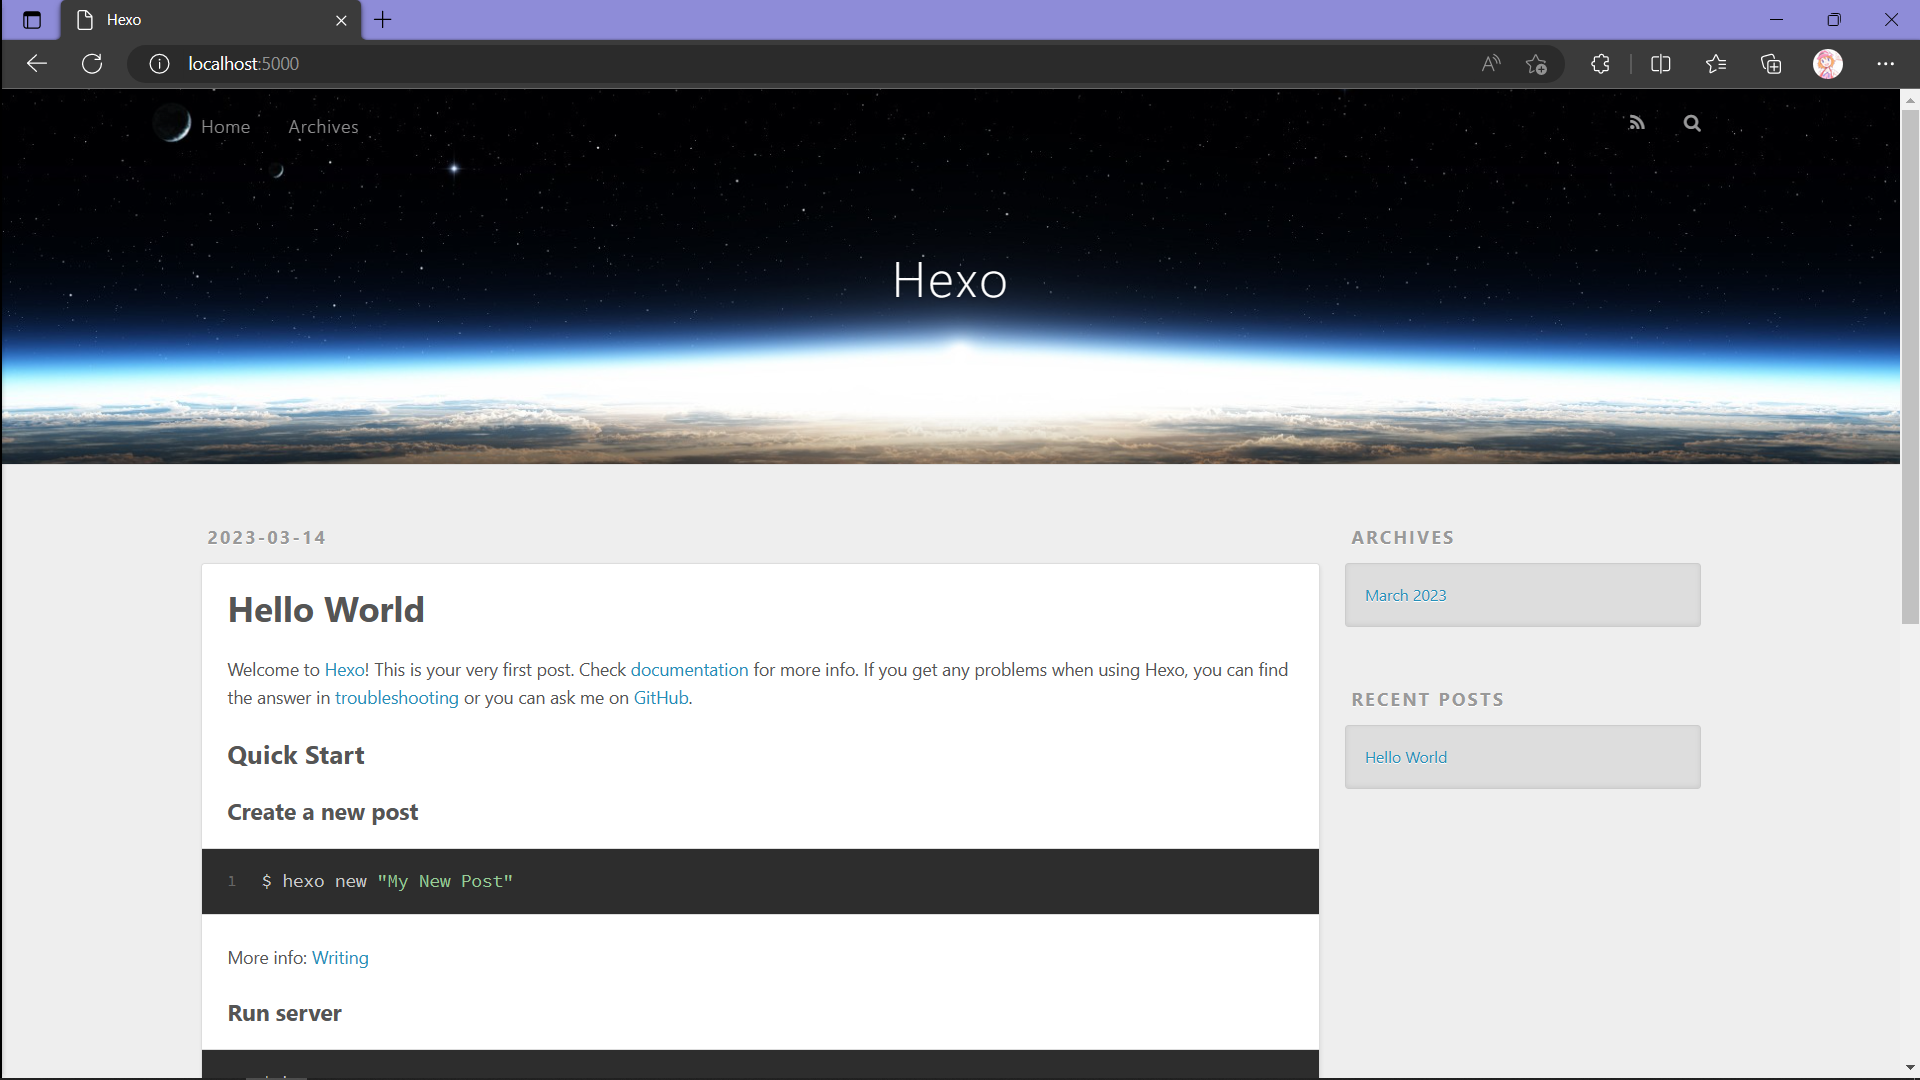 Hexo
localhost:5000
Home
Archives
Hexo
2023-03-14
Hello World
Welcome to Hexo! This is your very first post. Check documentation for more info. If you get any problems when using Hexo, you can find
the answer in troubleshooting or you can ask me on GitHub.
Quick Start
Create a new post
1 $ hexo new "My New Post"
More info: Writing
Run server
ARCHIVES
March 2023
RECENT POSTS
Hello World